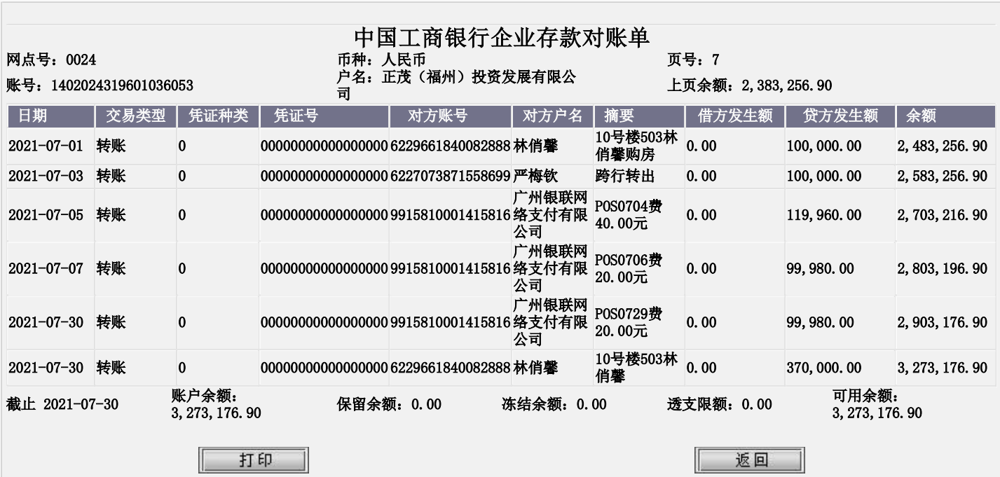 中国工商银行企业存款对账单
网点号：0024 币种：人民币 页号：7
账号：1402024319601036053 户名：正茂（福州）投资发展有限公 上页余额：2,383,256.90
司
日期 交易类型 凭证种类 凭证号 对方账号 对方户名 摘要 借方发生额 贷方发生额 余额
10号楼503林
2021-07-01 转账 0 00000000000000000 6229661840082888 林俏馨 0.00 100,000.00 2,483,256.90
俏馨购房
2021-07-03 转账 0 00000000000000000 6227073871558699 严梅钦 跨行转出 0.00 100,000.00 2,583,256.90
广州银联网
2021-07-05 转账 0 00000000000000000 9915810001415816 络支付有限 POS0704费 0.00 119,960.00 2,703,216.90
公司 40.00元
广州银联网
2021-07-07 转账 0 00000000000000000 9915810001415816 络支付有限 POS0706费 0.00 99,980.00 2,803,196.90
公司 20.00元
广州银联网
2021-07-30 转账 0 00000000000000000 9915810001415816 络支付有限 POS0729费 0.00 99,980.00 2,903,176.90
公司 20.00元
10号楼503林
2021-07-30 转账 0 00000000000000000 6229661840082888 林俏馨 0.00 370,000.00 3,273,176.90
俏馨
截止 2021-07-30 账户余额： 保留余额：0.00 冻结余额：0.00 透支限额：0.00 可用余额：
3,273,176.90 3,273,176.90
打印 返回